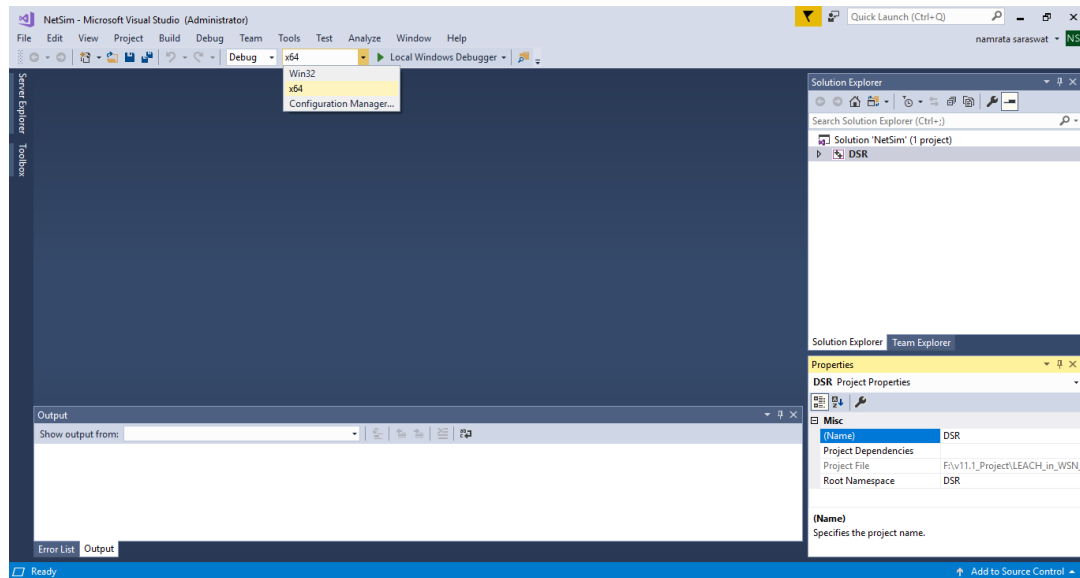 NetSim - Microsoft Visual Studio (Administrator)
Quick Launch (Ctrl+Q)
File Edit View Project Build Debug Team Tools Test Analyze Window Help
namrata saraswat
NS
Debug
x64
Local Windows Debugger
Win32
x64
Configuration Manager...
Server Explorer
Toolbox
Solution Explorer
Search Solution Explorer (Ctrl+;)
Solution 'NetSim' (1 project)
DSR
Solution Explorer
Team Explorer
Properties
DSR Project Properties
Misc
(Name) DSR
Project Dependencies
Project File F:\v11.1_Project\LEACH_in_WSN_
Root Namespace DSR
(Name)
Specifies the project name.
Output
Show output from:
Error List
Output
Ready
Add to Source Control